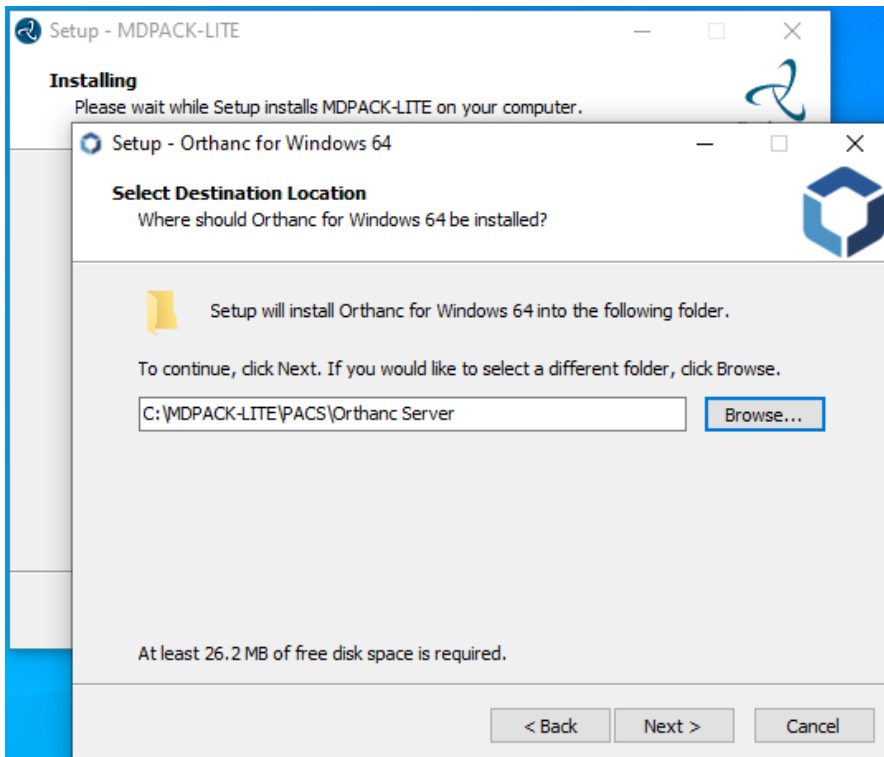 Setup - MDPACK-LITE
Installing
Please wait while Setup installs MDPACK-LITE on your computer.
Setup - Orthanc for Windows 64
Select Destination Location
Where should Orthanc for Windows 64 be installed?
Setup will install Orthanc for Windows 64 into the following folder.
To continue, click Next. If you would like to select a different folder, click Browse.
C:\MDPACK-LITE\PACS\Orthanc Server
Browse...
At least 26.2 MB of free disk space is required.
< Back
Next >
Cancel